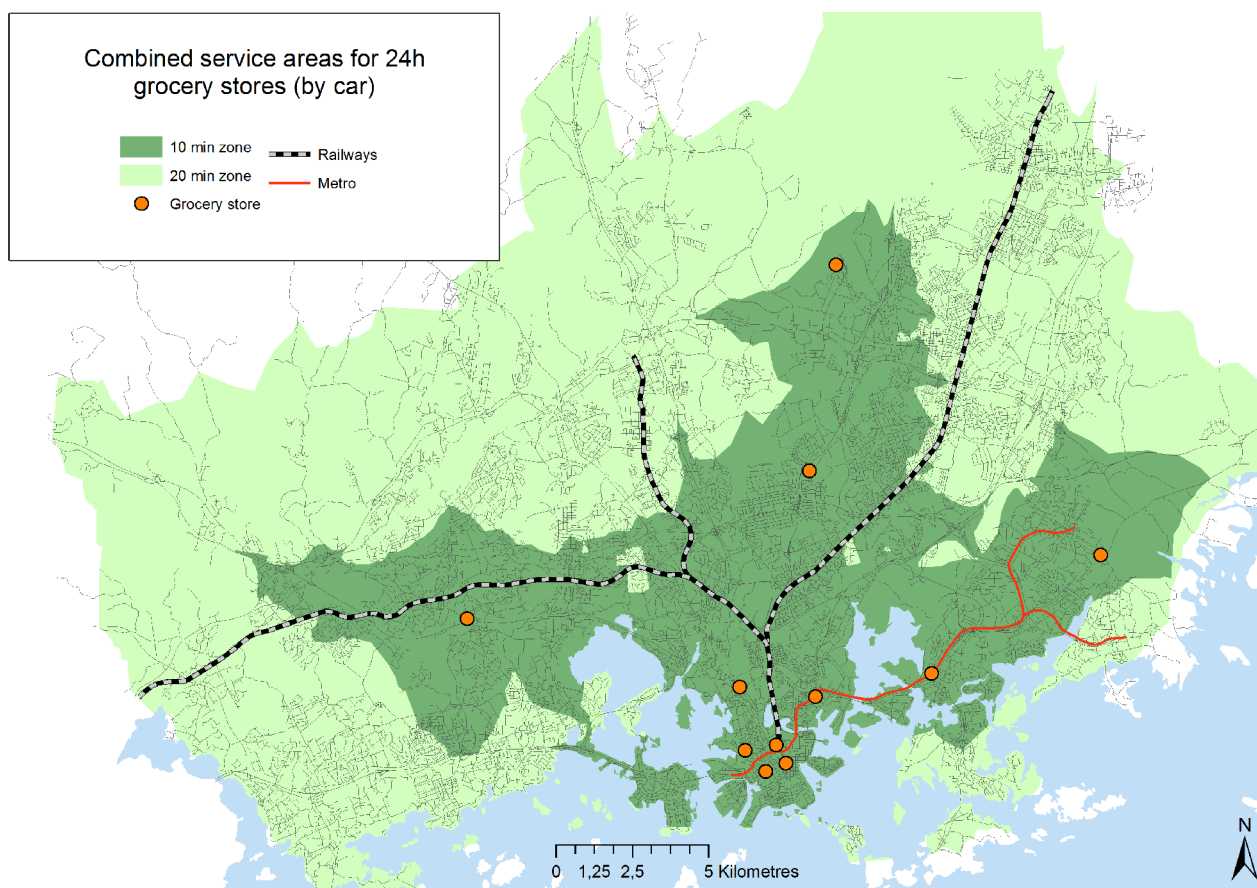 Combined service areas for 24h
grocery stores (by car)
10 min zone
Railways
20 min zone
Metro
Grocery store
N
0 1,25 2,5 5 Kilometres